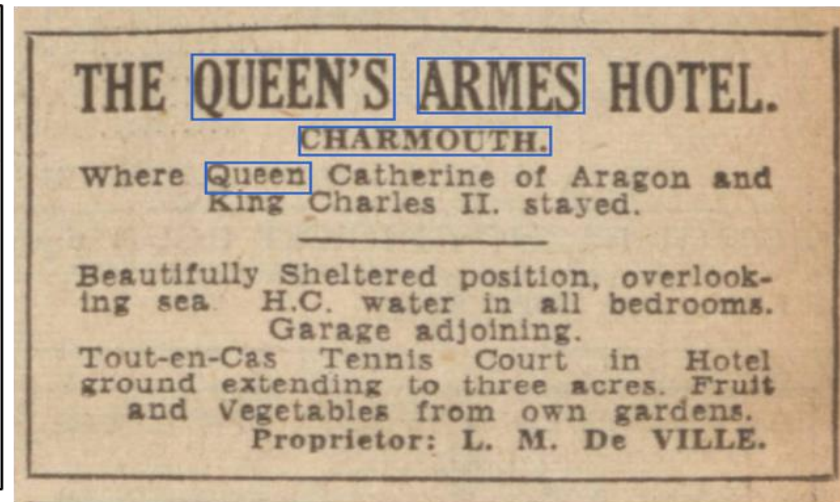 THE QUEEN'S ARMES HOTEL.
CHARMOUTH.
Where Queen Catherine of Aragon and
King Charles II. stayed.
Beautifully Sheltered position, overlook-
ing sea H.C. water in all bedrooms.
Garage adjoining.
Tout-en-Cas Tennis Court in Hotel
ground extending to three acres. Fruit
and Vegetables from own gardens.
Proprietor: L. M. De VILLE.